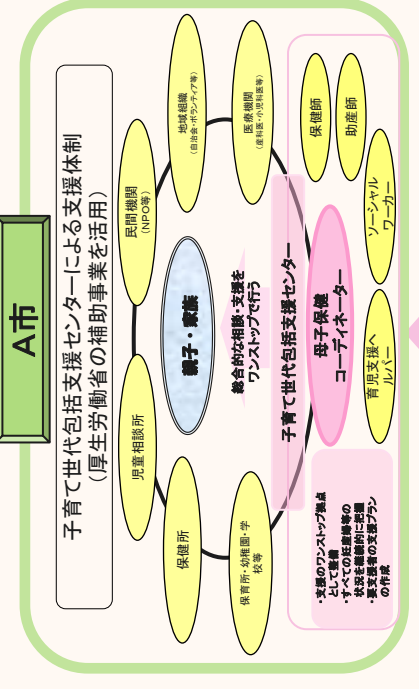 A市
子育て世代包括支援センターによる支援体制
（厚生労働省の補助事業を活用）
児童相談所
民間機関
（NPO等）
地域組織
（自治会・ボランティア等）
保健所
親子・家族
医療機関
（産科医・小児科医等）
保育所・幼稚園・学
校等
総合的な相談・支援を
ワンストップで行う
子育て世代包括支援センター
母子保健
コーディネーター
保健師
助産師
ソーシャル
ワーカー
育児支援ヘ
ルパー
・支援のワンストップ拠点
として整備
・すべての妊産婦等の
状況を継続的に把握
・要支援者の支援プラン
の作成